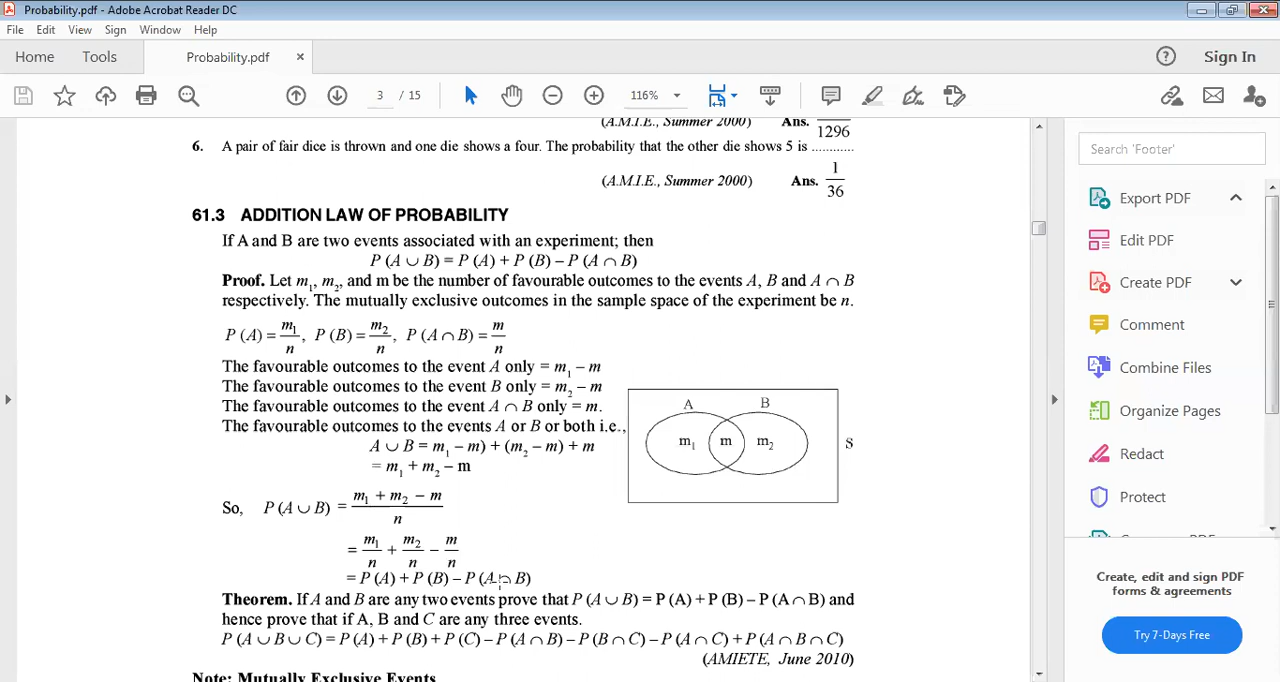 Probability.pdf - Adobe Acrobat Reader DC
File Edit View Sign Window Help
Home Tools Probability.pdf × Sign In
3 / 15 116%
(A.M.I.E., Summer 2000) Ans. 1296
6. A pair of fair dice is thrown and one die shows a four. The probability that the other die shows 5 is ............
(A.M.I.E., Summer 2000) Ans. 1/36
61.3 ADDITION LAW OF PROBABILITY
If A and B are two events associated with an experiment; then
P (A ∪ B) = P (A) + P (B) – P (A ∩ B)
Proof. Let m₁, m₂, and m be the number of favourable outcomes to the events A, B and A ∩ B
respectively. The mutually exclusive outcomes in the sample space of the experiment be n.
P (A) = m₁/n, P (B) = m₂/n, P (A ∩ B) = m/n
The favourable outcomes to the event A only = m₁ – m
The favourable outcomes to the event B only = m₂ – m
The favourable outcomes to the event A ∩ B only = m.
The favourable outcomes to the events A or B or both i.e.,
A ∪ B = m₁ – m) + (m₂ – m) + m
= m₁ + m₂ – m
A B
m₁ m m₂ S
So, P (A ∪ B) = m₁ + m₂ – m/n
= m₁/n + m₂/n – m/n
= P (A) + P (B) – P (A ∩ B)
Theorem. If A and B are any two events prove that P (A ∪ B) = P (A) + P (B) – P (A ∩ B) and
hence prove that if A, B and C are any three events.
P (A ∪ B ∪ C) = P (A) + P (B) + P (C) – P (A ∩ B) – P (B ∩ C) – P (A ∩ C) + P (A ∩ B ∩ C)
(AMIETE, June 2010)
Note: Mutually Exclusive Events
Search 'Footer'
Export PDF
Edit PDF
Create PDF
Comment
Combine Files
Organize Pages
Redact
Protect
Create, edit and sign PDF
forms & agreements
Try 7-Days Free